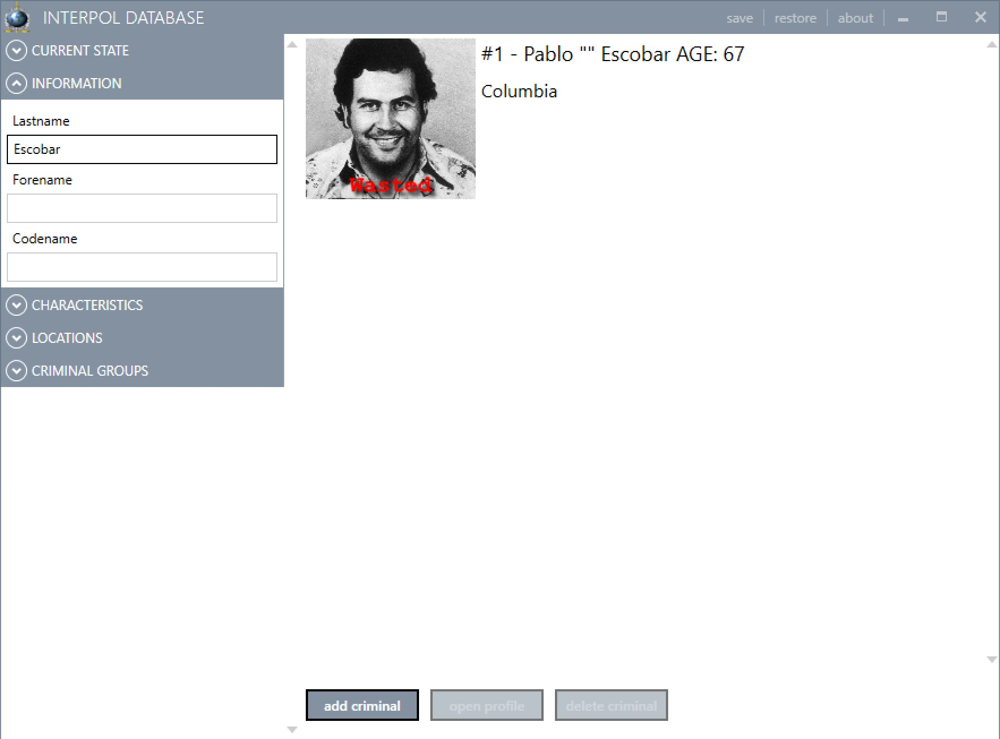 INTERPOL DATABASE
save
restore
about
CURRENT STATE
INFORMATION
Lastname
Escobar
Forename
Codename
CHARACTERISTICS
LOCATIONS
CRIMINAL GROUPS
#1 - Pablo "" Escobar AGE: 67
Columbia
Wasted
add criminal
open profile
delete criminal